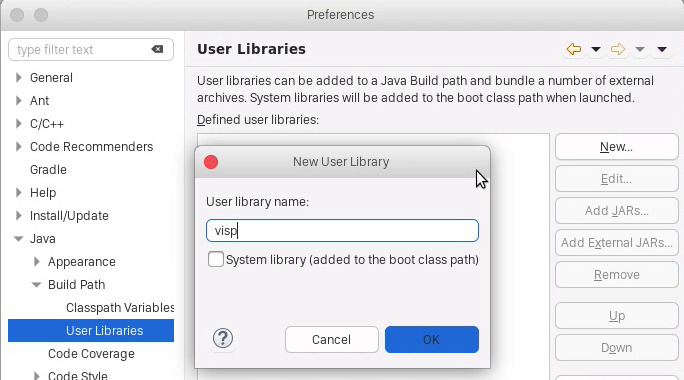 Preferences
type filter text
General
Ant
C/C++
Code Recommenders
Gradle
Help
Install/Update
Java
Appearance
Build Path
Classpath Variables
User Libraries
Code Coverage
Code Style
User Libraries
User libraries can be added to a Java Build path and bundle a number of external
archives. System libraries will be added to the boot class path when launched.
Defined user libraries:
New...
Edit...
Add JARs...
Add External JARs...
Remove
Up
Down
New User Library
User library name:
visp
System library (added to the boot class path)
?
Cancel
OK